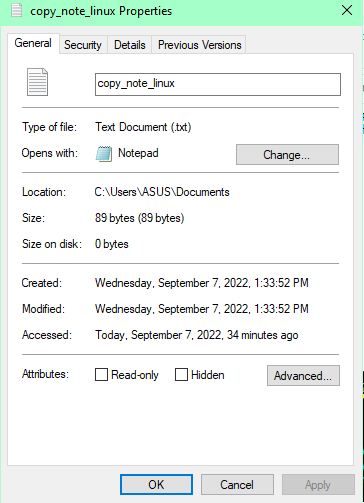 copy_note_linux Properties
General Security Details Previous Versions
copy_note_linux
Type of file: Text Document (.txt)
Opens with: Notepad Change...
Location: C:\Users\ASUS\Documents
Size: 89 bytes (89 bytes)
Size on disk: 0 bytes
Created: Wednesday, September 7, 2022, 1:33:52 PM
Modified: Wednesday, September 7, 2022, 1:33:52 PM
Accessed: Today, September 7, 2022, 34 minutes ago
Attributes: Read-only Hidden Advanced...
OK Cancel Apply